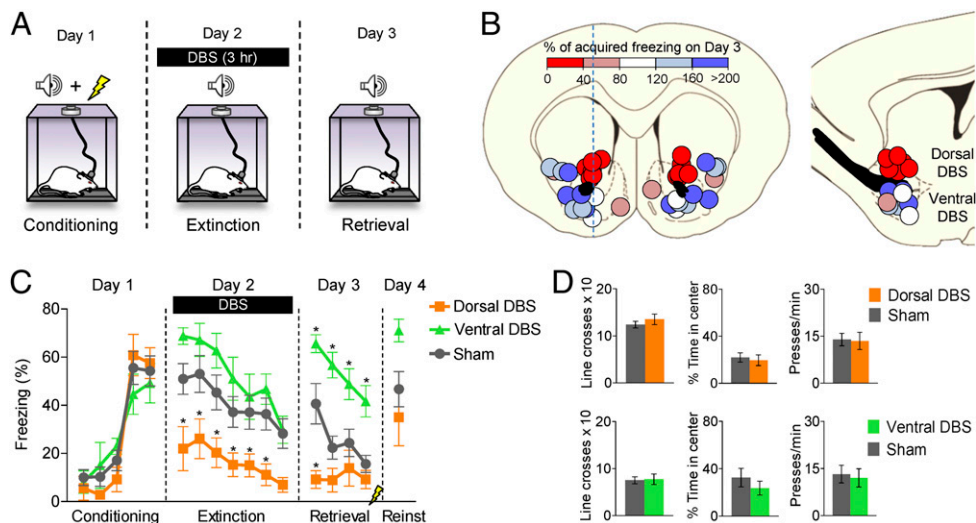 A
Day 1
Day 2
Day 3
DBS (3 hr)
+
Conditioning
Extinction
Retrieval
B
% of acquired freezing on Day 3
0 40 80 120 160 >200
Dorsal
DBS
Ventral
DBS
C
Day 1
Day 2
Day 3
Day 4
DBS
Dorsal DBS
Ventral DBS
Sham
Freezing (%)
80
60
40
20
0
* * * * * *
* * * *
*
Conditioning
Extinction
Retrieval
Reinst
D
Line crosses x 10
20
15
10
5
0
% Time in center
80
40
0
Presses/min
30
15
0
Dorsal DBS
Sham
Line crosses x 10
20
15
10
5
0
% Time in center
80
40
0
Presses/min
30
15
0
Ventral DBS
Sham